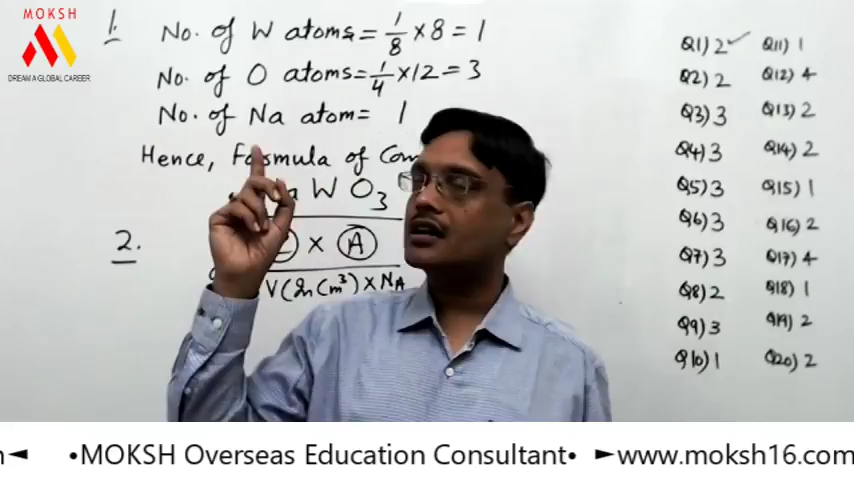 MOKSH
DREAM A GLOBAL CAREER
1. No. of W atoms = 1/8 × 8 = 1
No. of O atoms = 1/4 × 12 = 3
No. of Na atom = 1
Hence, Formula of Com
a W O3
2. × A
V (In Cm³) × NA
Q1) 2 ✓
Q2) 2
Q3) 3
Q4) 3
Q5) 3
Q6) 3
Q7) 3
Q8) 2
Q9) 3
Q10) 1
Q11) 1
Q12) 4
Q13) 2
Q14) 2
Q15) 1
Q16) 2
Q17) 4
Q18) 1
Q19) 2
Q20) 2
◄ •MOKSH Overseas Education Consultant• ►www.moksh16.com